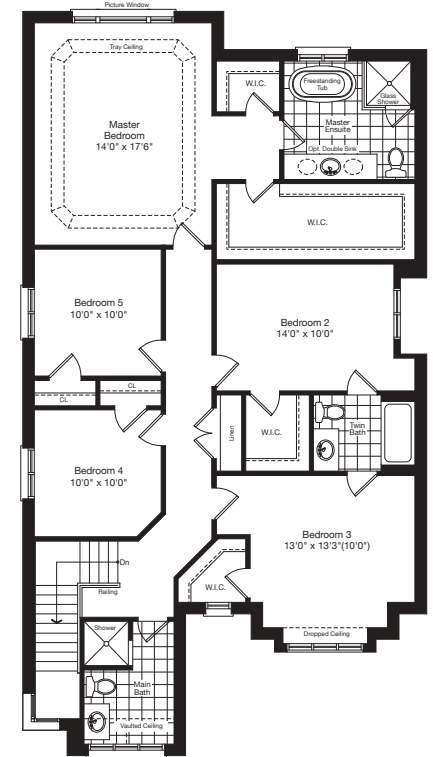 Picture Window
Tray Ceiling
W.I.C.
Freestanding
Tub
Glass
Shower
Master
Bedroom
14'0" x 17'6"
Master
Ensuite
Opt. Double Sink
W.I.C.
Bedroom 5
10'0" x 10'0"
Bedroom 2
14'0" x 10'0"
CL
CL
Linen
W.I.C.
Twin
Bath
Bedroom 4
10'0" x 10'0"
Bedroom 3
13'0" x 13'3"(10'0")
Dn
Railing
W.I.C.
Shower
Dropped Ceiling
Main
Bath
Vaulted Ceiling